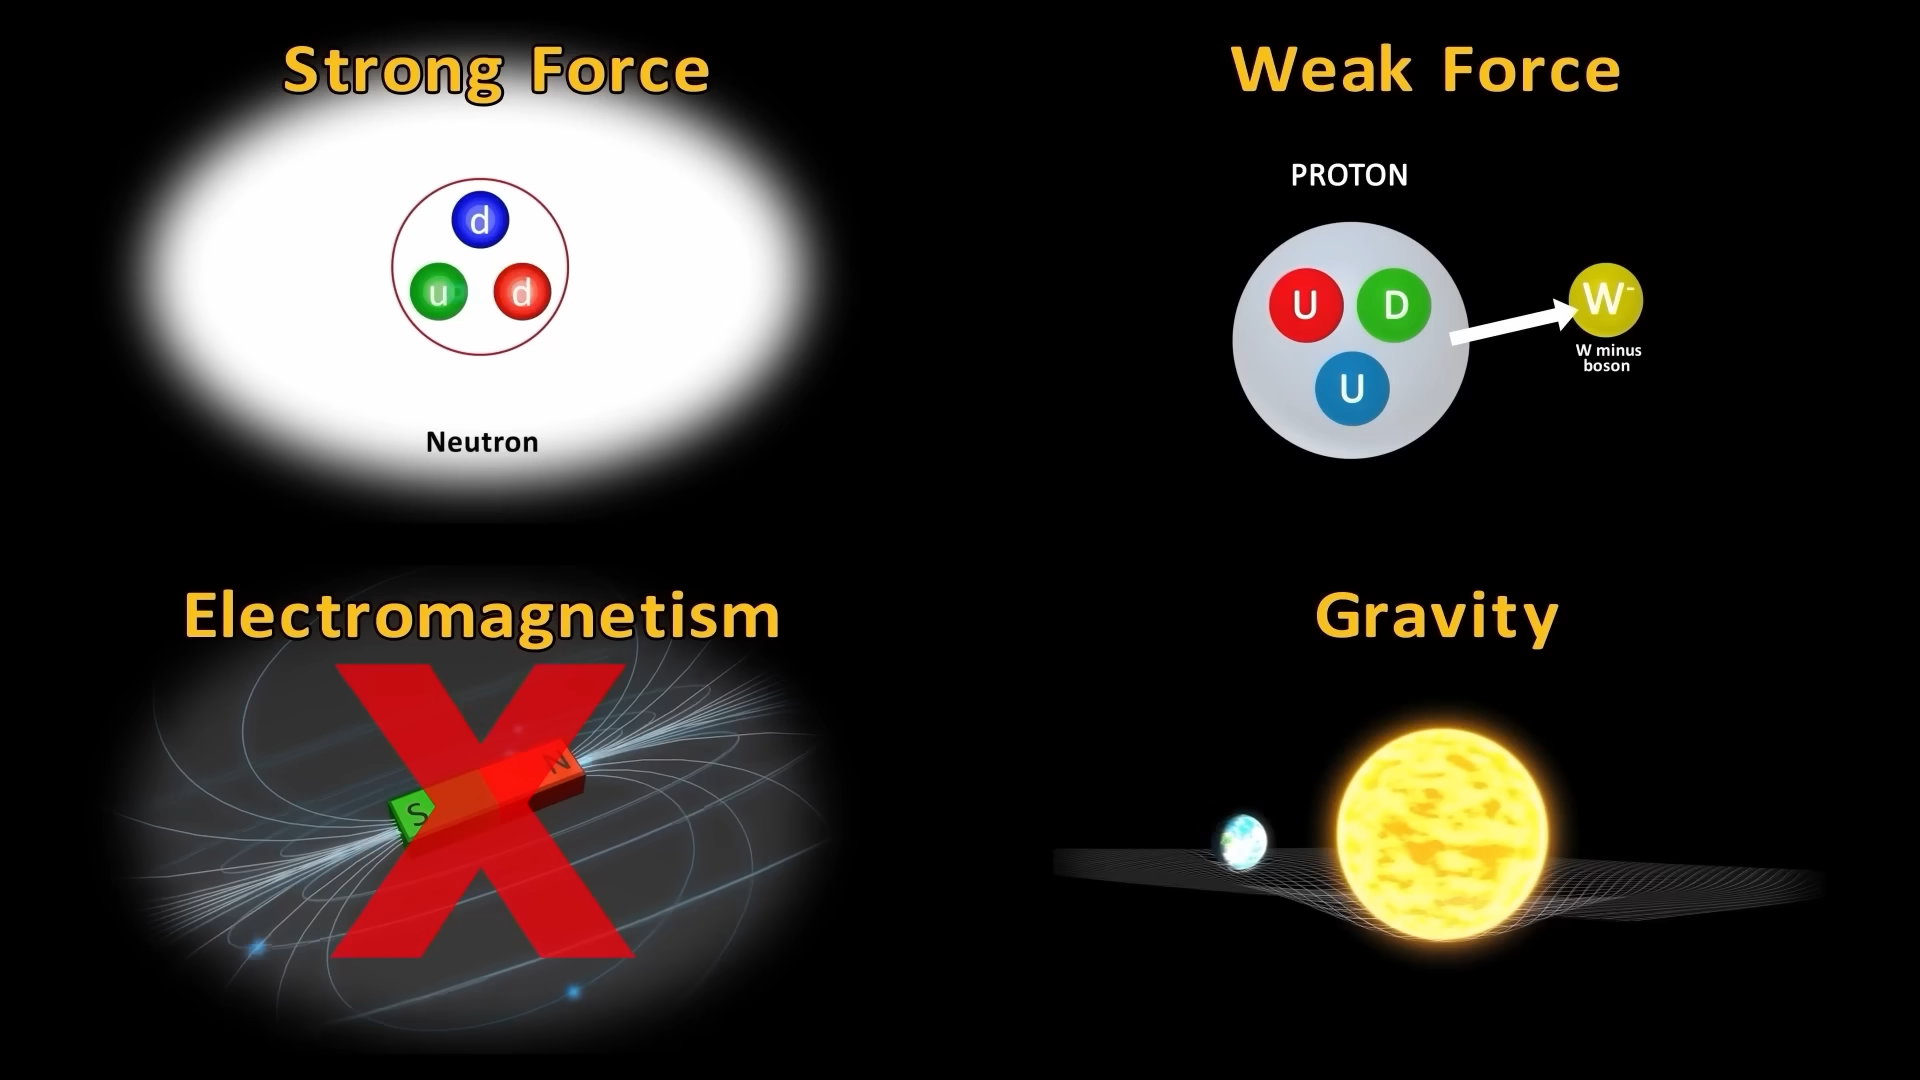 Strong Force
d
u d
Neutron
Weak Force
PROTON
U D
U
W-
W minus
boson
Electromagnetism
X
N
S
Gravity